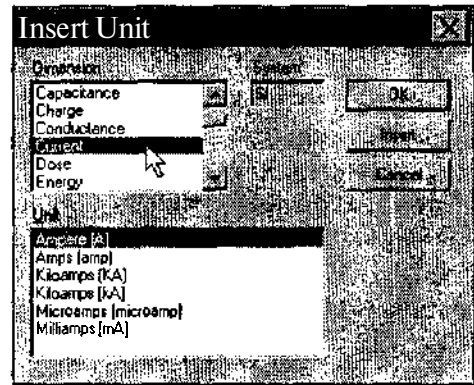 Insert Unit
Dimension
System
Capacitance
Charge
Conductance
Current
Dose
Energy
SI
OK
Insert
Cancel
Unit
Ampere [A]
Amps [amp]
Kiloamps [KA]
Kiloamps [kA]
Microamps [microamp]
Milliamps [mA]